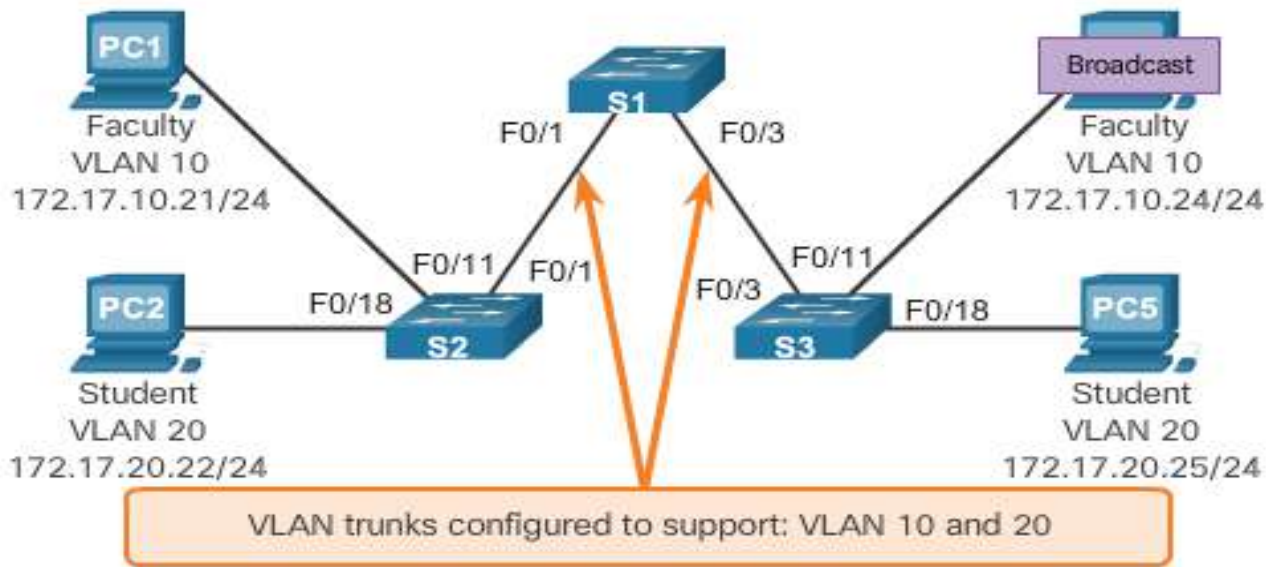 PC1
Faculty
VLAN 10
172.17.10.21/24
S1
F0/1
F0/3
Broadcast
Faculty
VLAN 10
172.17.10.24/24
F0/11
F0/1
F0/18
S2
PC2
Student
VLAN 20
172.17.20.22/24
F0/11
F0/3
F0/18
S3
PC5
Student
VLAN 20
172.17.20.25/24
VLAN trunks configured to support: VLAN 10 and 20